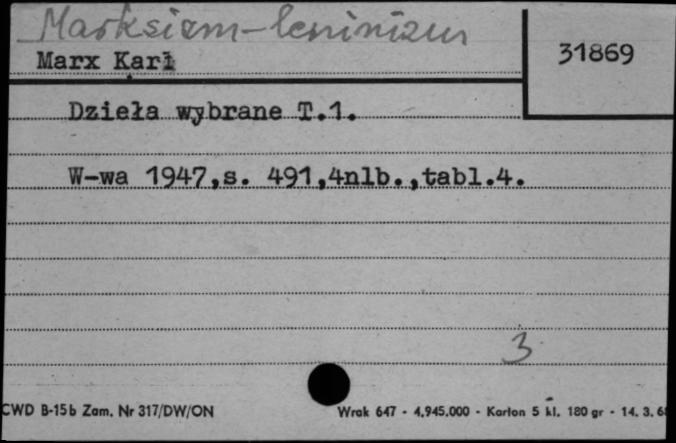 Marksizm-leninizm
Marx Karl
31869
Dzieła wybrane T.1.
W-wa 1947,s. 491,4nlb.,tabl.4.
3
CWD B-15b Zam. Nr 317/DW/ON
Wrak 647 - 4.945.000 - Karton 5 kl. 180 gr - 14. 3. 6